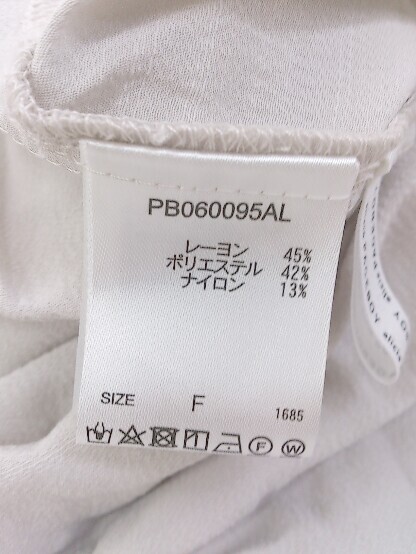 PB060095AL
レーヨン 45%
ポリエステル 42%
ナイロン 13%
SIZE F 1685
F W